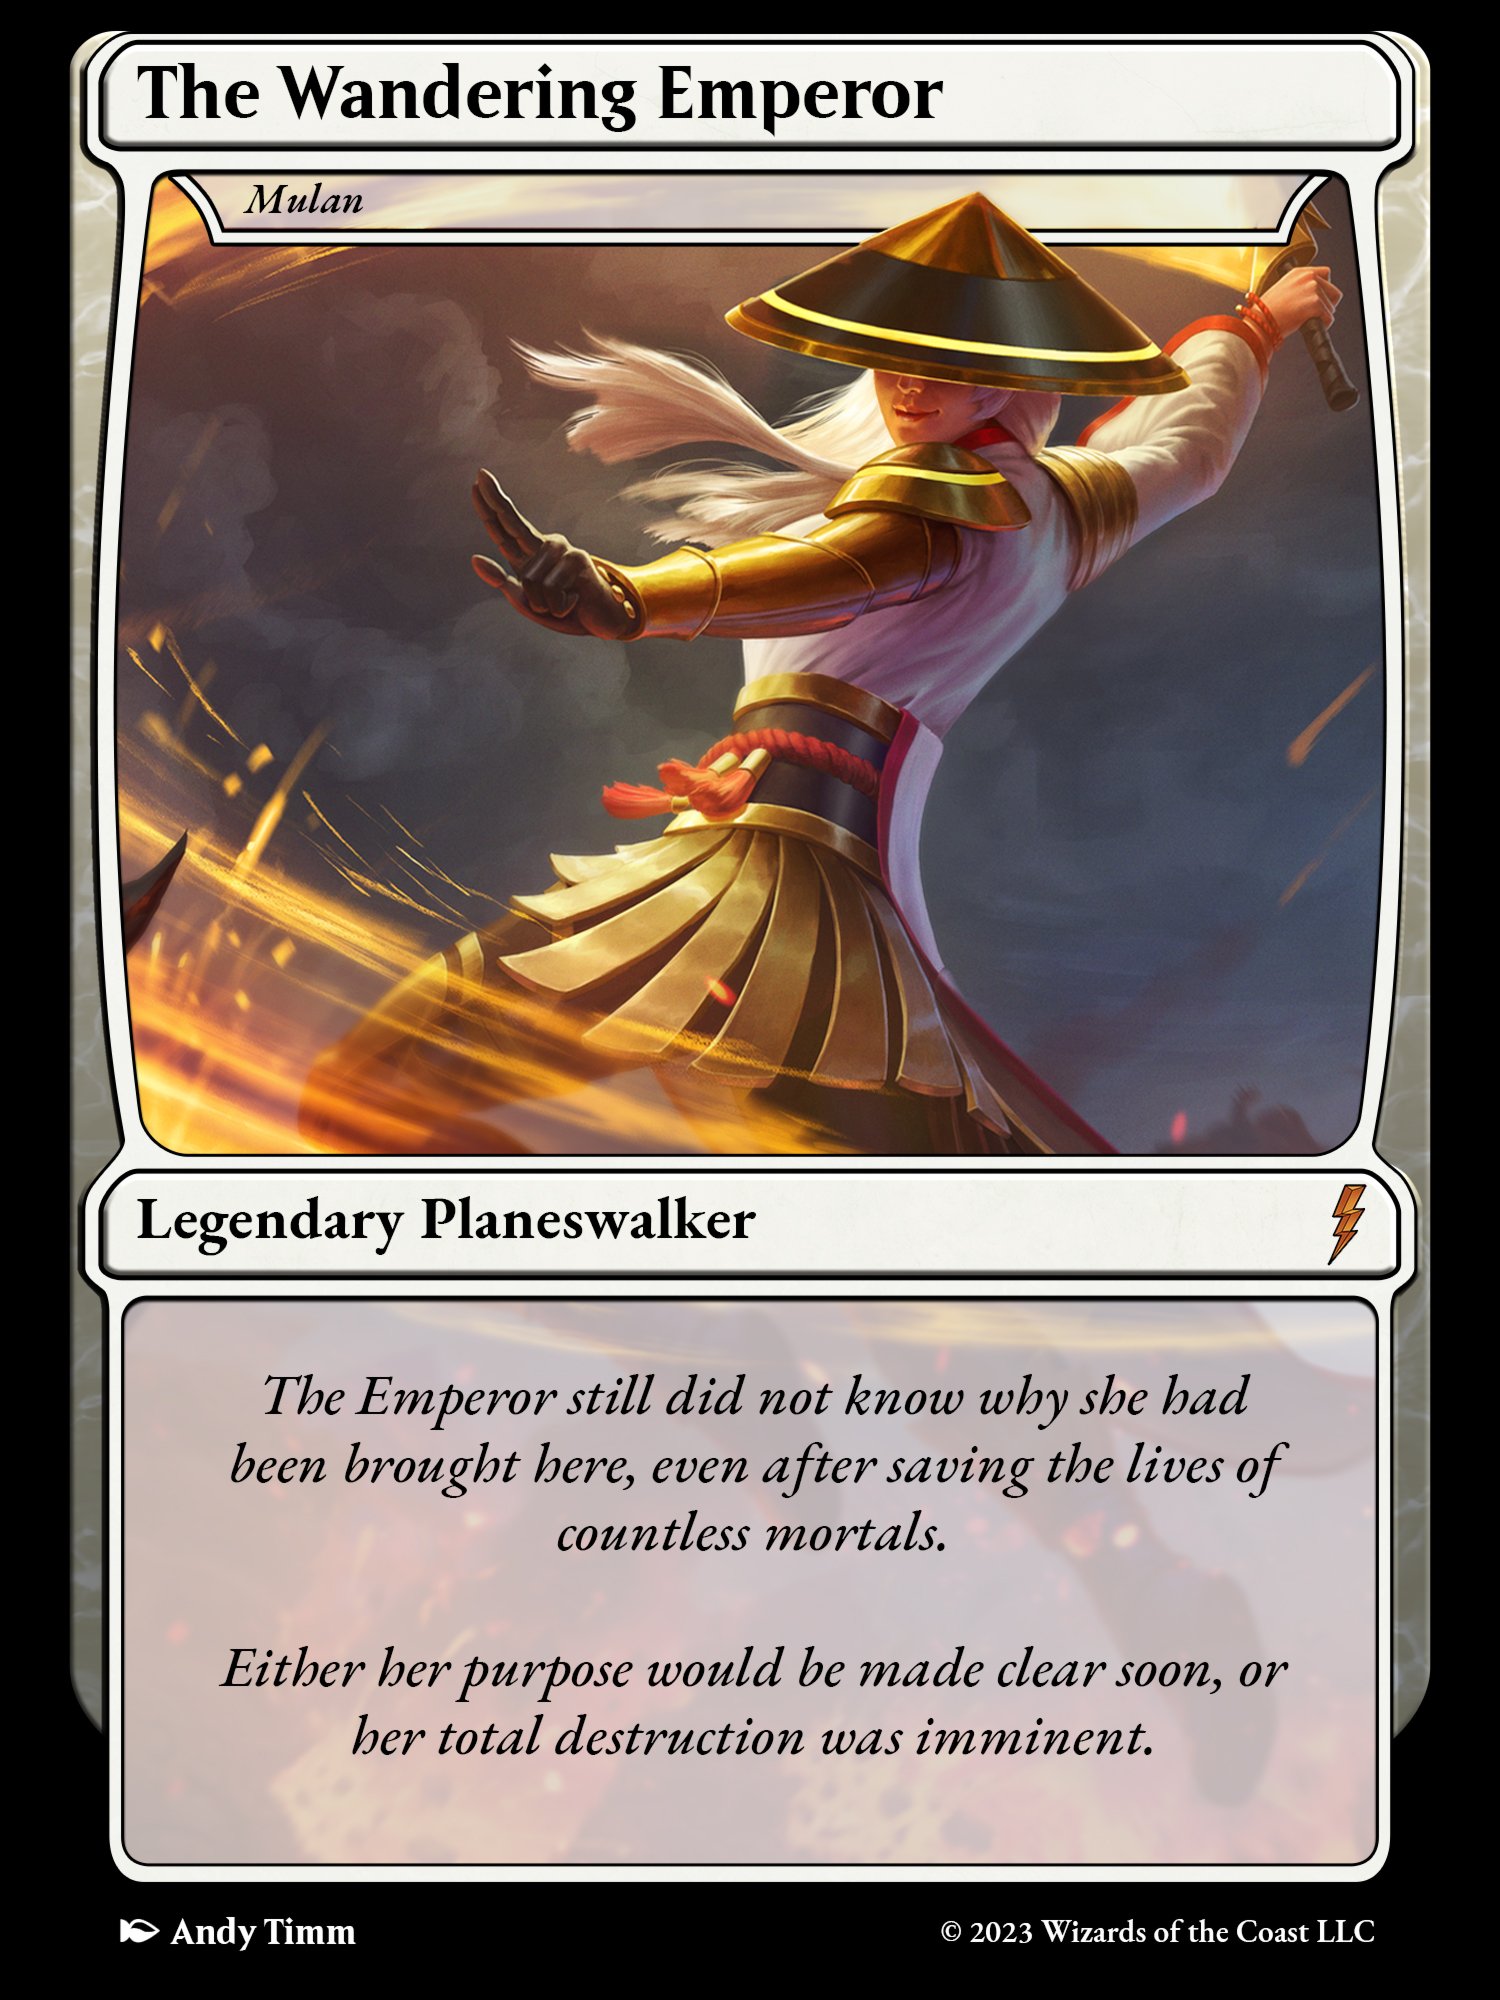 The Wandering Emperor
Mulan
Legendary Planeswalker
The Emperor still did not know why she had
been brought here, even after saving the lives of
countless mortals.
Either her purpose would be made clear soon, or
her total destruction was imminent.
Andy Timm
© 2023 Wizards of the Coast LLC